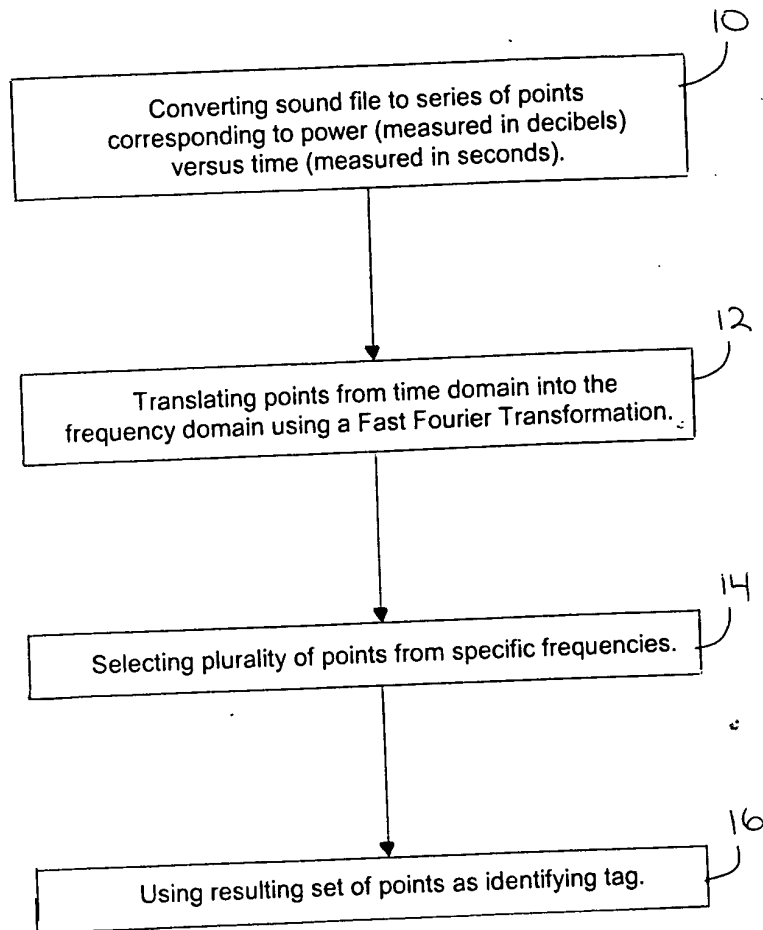 10
Converting sound file to series of points
corresponding to power (measured in decibels)
versus time (measured in seconds).
12
Translating points from time domain into the
frequency domain using a Fast Fourier Transformation.
14
Selecting plurality of points from specific frequencies.
16
Using resulting set of points as identifying tag.